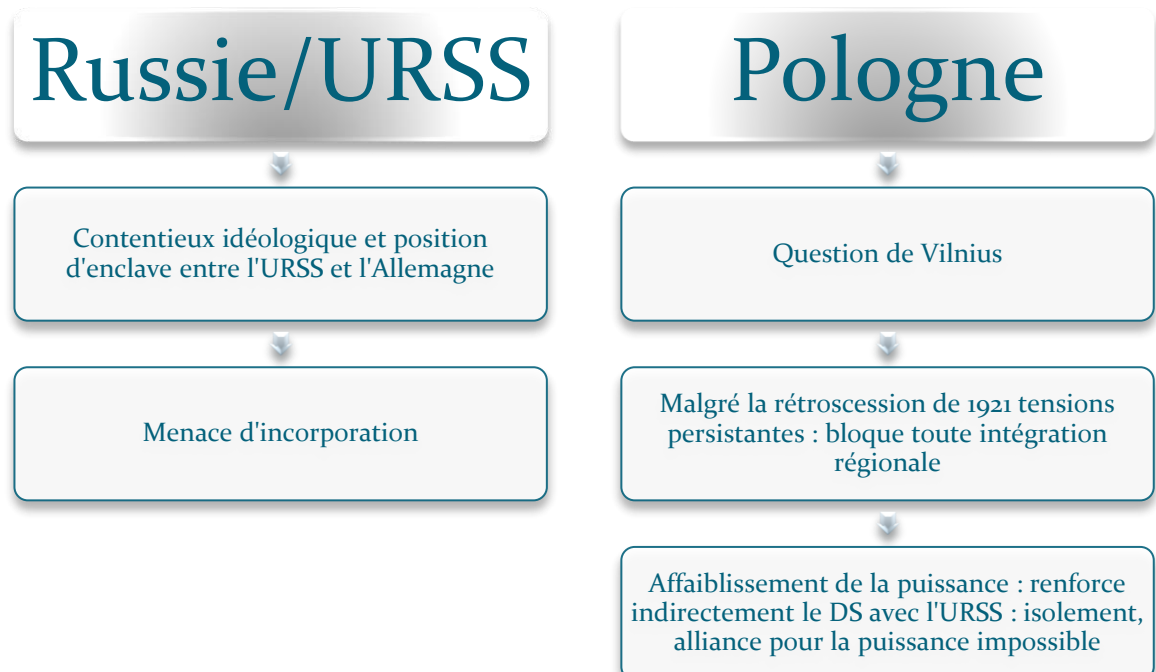 Russie/URSS
Contentieux idéologique et position
d'enclave entre l'URSS et l'Allemagne
Menace d'incorporation
Pologne
Question de Vilnius
Malgré la rétroscession de 1921 tensions
persistantes : bloque toute intégration
régionale
Affaiblissement de la puissance : renforce
indirectement le DS avec l'URSS : isolement,
alliance pour la puissance impossible